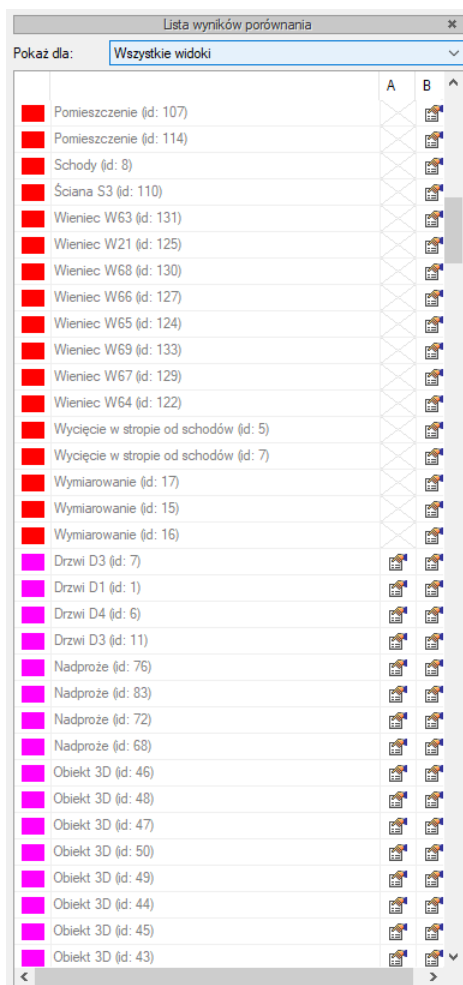 Lista wyników porównania
Pokaż dla: Wszystkie widoki
A B
Pomieszczenie (id: 107)
Pomieszczenie (id: 114)
Schody (id: 8)
Ściana S3 (id: 110)
Wieniec W63 (id: 131)
Wieniec W21 (id: 125)
Wieniec W68 (id: 130)
Wieniec W66 (id: 127)
Wieniec W65 (id: 124)
Wieniec W69 (id: 133)
Wieniec W67 (id: 129)
Wieniec W64 (id: 122)
Wycięcie w stropie od schodów (id: 5)
Wycięcie w stropie od schodów (id: 7)
Wymiarowanie (id: 17)
Wymiarowanie (id: 15)
Wymiarowanie (id: 16)
Drzwi D3 (id: 7)
Drzwi D1 (id: 1)
Drzwi D4 (id: 6)
Drzwi D3 (id: 11)
Nadproże (id: 76)
Nadproże (id: 83)
Nadproże (id: 72)
Nadproże (id: 68)
Obiekt 3D (id: 46)
Obiekt 3D (id: 48)
Obiekt 3D (id: 47)
Obiekt 3D (id: 50)
Obiekt 3D (id: 49)
Obiekt 3D (id: 44)
Obiekt 3D (id: 45)
Obiekt 3D (id: 43)